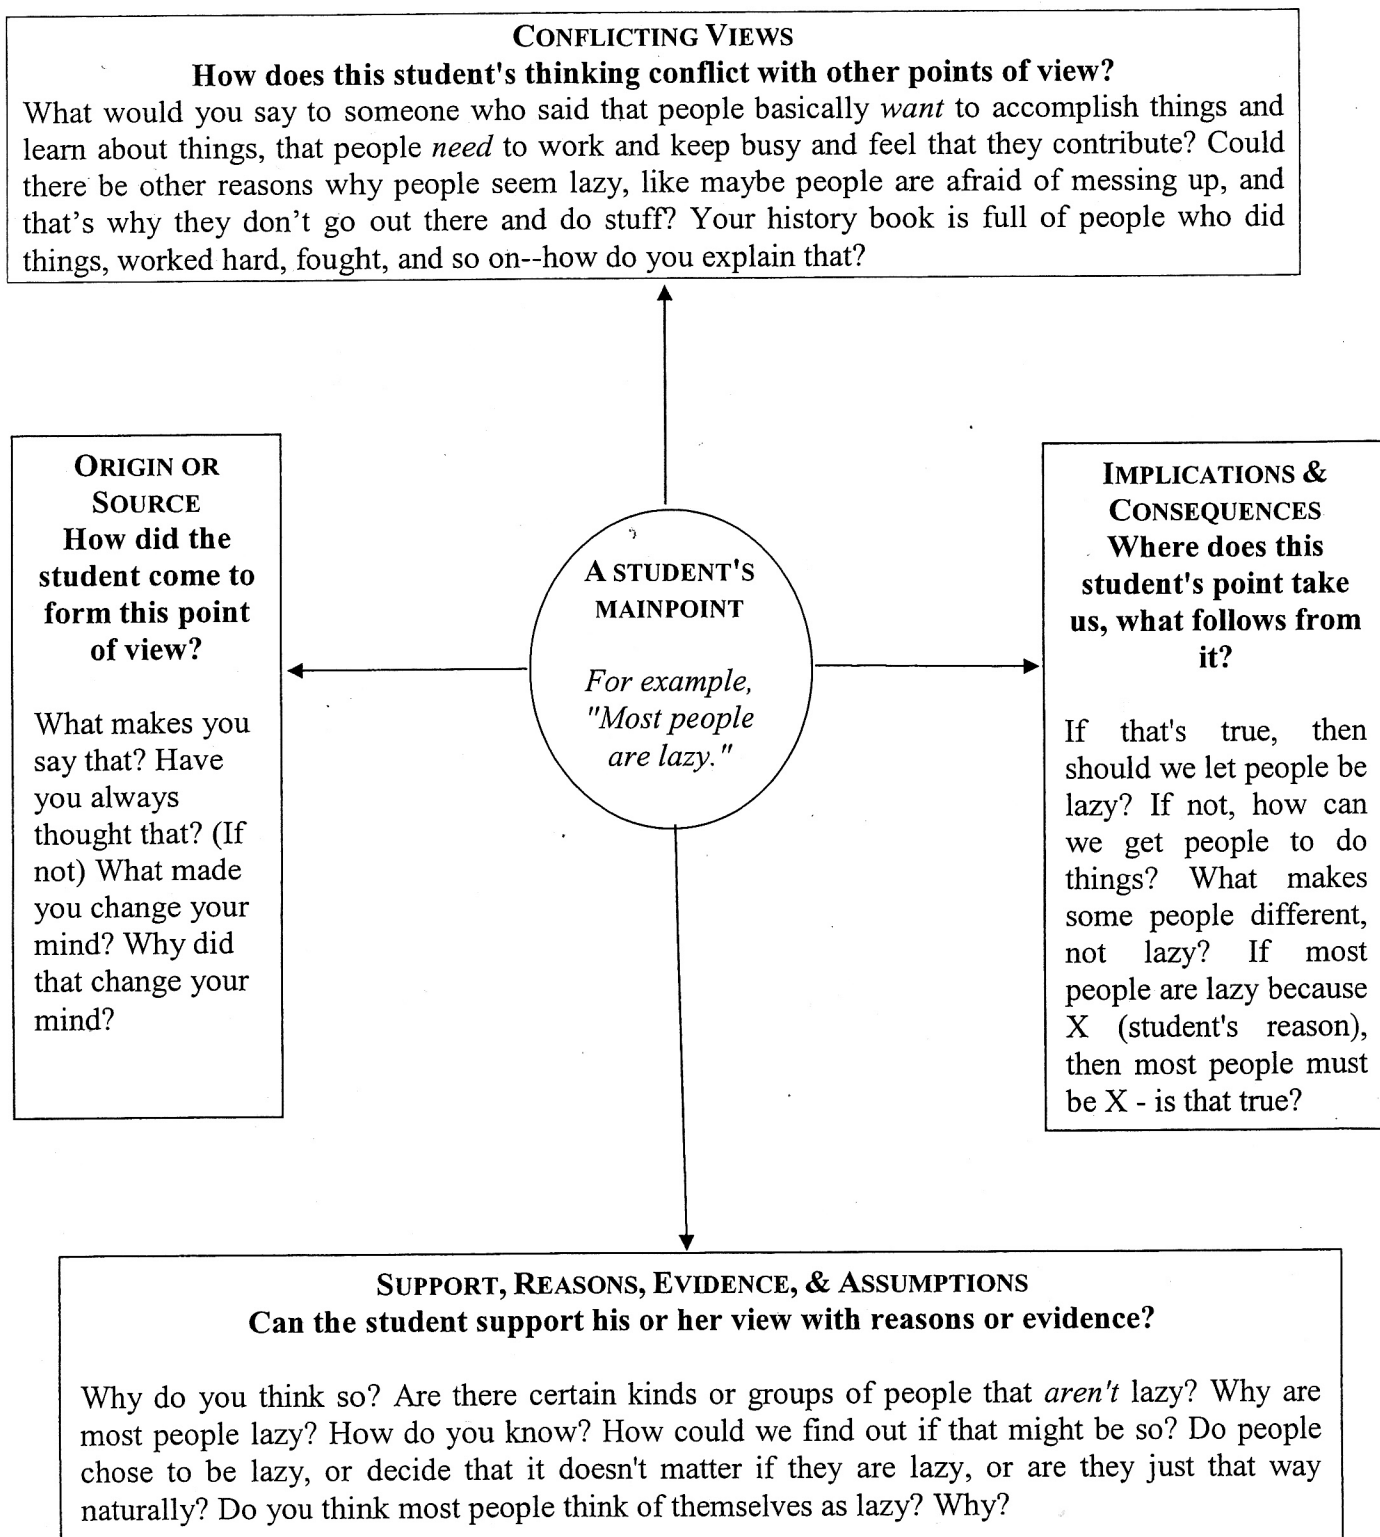 CONFLICTING VIEWS
How does this student's thinking conflict with other points of view?
What would you say to someone who said that people basically want to accomplish things and
learn about things, that people need to work and keep busy and feel that they contribute? Could
there be other reasons why people seem lazy, like maybe people are afraid of messing up, and
that's why they don't go out there and do stuff? Your history book is full of people who did
things, worked hard, fought, and so on--how do you explain that?
ORIGIN OR
SOURCE
How did the
student come to
form this point
of view?
What makes you
say that? Have
you always
thought that? (If
not) What made
you change your
mind? Why did
that change your
mind?
A STUDENT'S
MAINPOINT
For example,
"Most people
are lazy."
IMPLICATIONS &
CONSEQUENCES
Where does this
student's point take
us, what follows from
it?
If that's true, then
should we let people be
lazy? If not, how can
we get people to do
things? What makes
some people different,
not lazy? If most
people are lazy because
X (student's reason),
then most people must
be X - is that true?
SUPPORT, REASONS, EVIDENCE, & ASSUMPTIONS
Can the student support his or her view with reasons or evidence?
Why do you think so? Are there certain kinds or groups of people that aren't lazy? Why are
most people lazy? How do you know? How could we find out if that might be so? Do people
chose to be lazy, or decide that it doesn't matter if they are lazy, or are they just that way
naturally? Do you think most people think of themselves as lazy? Why?